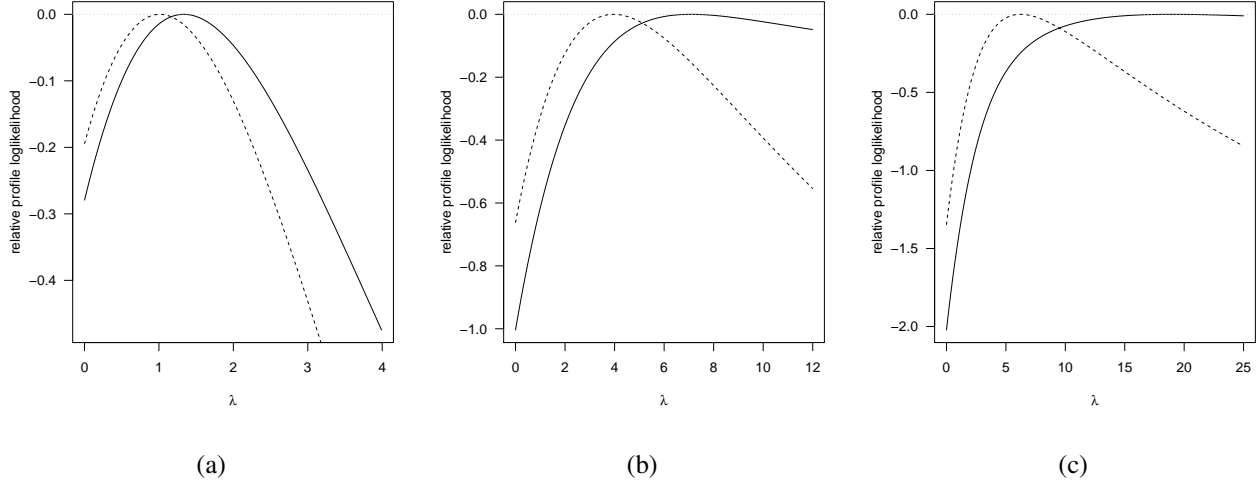 0.0
−0.1
−0.2
−0.3
−0.4
relative profile loglikelihood
0 1 2 3 4
λ
(a)
0.0
−0.2
−0.4
−0.6
−0.8
−1.0
relative profile loglikelihood
0 2 4 6 8 10 12
λ
(b)
0.0
−0.5
−1.0
−1.5
−2.0
relative profile loglikelihood
0 5 10 15 20 25
λ
(c)